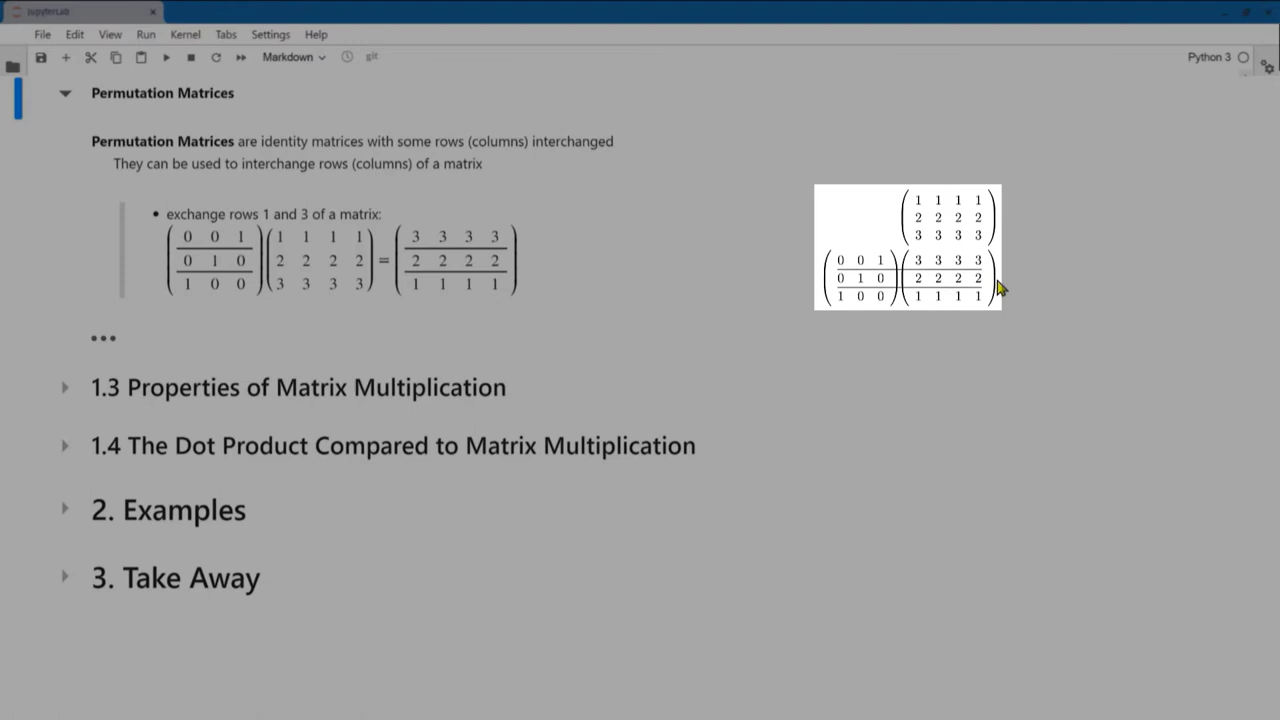 JupyterLab
File Edit View Run Kernel Tabs Settings Help
Markdown git Python 3
Permutation Matrices
Permutation Matrices are identity matrices with some rows (columns) interchanged
They can be used to interchange rows (columns) of a matrix
• exchange rows 1 and 3 of a matrix:
0 0 1 1 1 1 1 3 3 3 3
0 1 0 2 2 2 2 = 2 2 2 2
1 0 0 3 3 3 3 1 1 1 1
1 1 1 1
2 2 2 2
3 3 3 3
0 0 1 3 3 3 3
0 1 0 2 2 2 2
1 0 0 1 1 1 1
1.3 Properties of Matrix Multiplication
1.4 The Dot Product Compared to Matrix Multiplication
2. Examples
3. Take Away